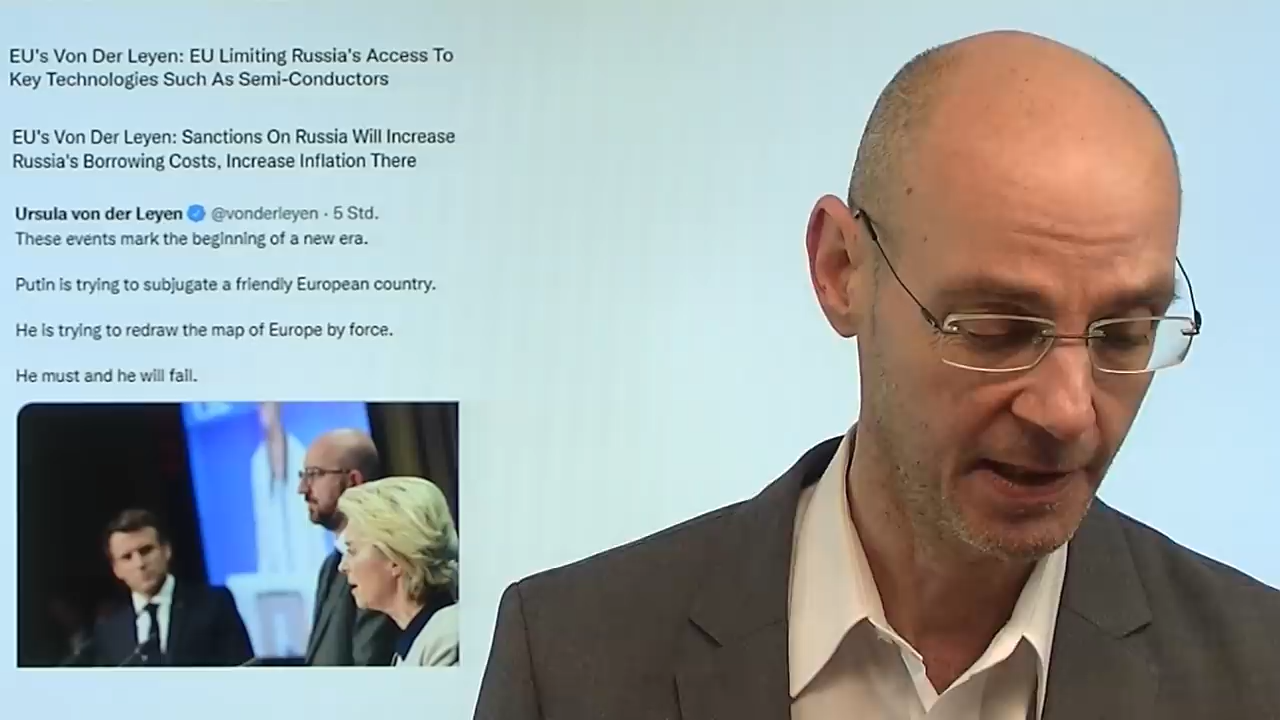 EU's Von Der Leyen: EU Limiting Russia's Access To
Key Technologies Such As Semi-Conductors
EU's Von Der Leyen: Sanctions On Russia Will Increase
Russia's Borrowing Costs, Increase Inflation There
Ursula von der Leyen @vonderleyen · 5 Std.
These events mark the beginning of a new era.
Putin is trying to subjugate a friendly European country.
He is trying to redraw the map of Europe by force.
He must and he will fail.